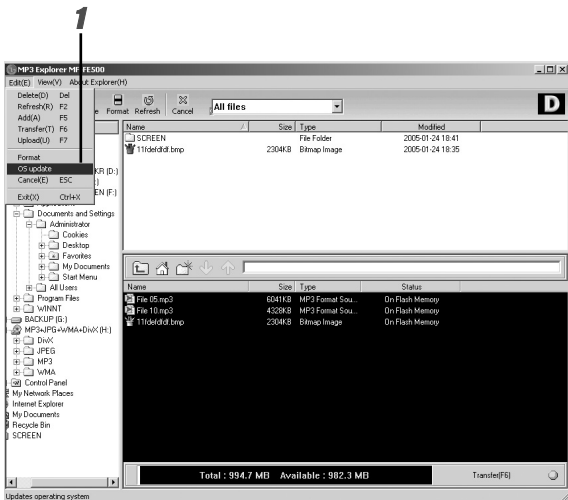 1
MP3 Explorer MF-FE500
Edit(E) View(V) About Explorer(H)
Delete(D) Del
Refresh(R) F2
Add(A) F5
Transfer(T) F6
Upload(U) F7
Format
OS update
Cancel(E) ESC
Exit(X) Ctrl+X
Format Refresh Cancel All files
D
Name Size Type Modified
SCREEN File Folder 2005-01-24 18:41
11fdefdfdf.bmp 2304KB Bitmap Image 2005-01-24 18:35
KR (D:)
EN (F:)
Documents and Settings
Administrator
Cookies
Desktop
Favorites
My Documents
Start Menu
All Users
Program Files
WINNT
BACKUP (G:)
MP3+JPG+WMA+DivX (H:)
DivX
JPEG
MP3
WMA
Control Panel
My Network Places
Internet Explorer
My Documents
Recycle Bin
SCREEN
Name Size Type Status
File 05.mp3 6041KB MP3 Format Sou... On Flash Memory
File 10.mp3 4328KB MP3 Format Sou... On Flash Memory
11fdefdfdf.bmp 2304KB Bitmap Image On Flash Memory
Total : 994.7 MB Available : 982.3 MB
Transfer(F6)
Updates operating system